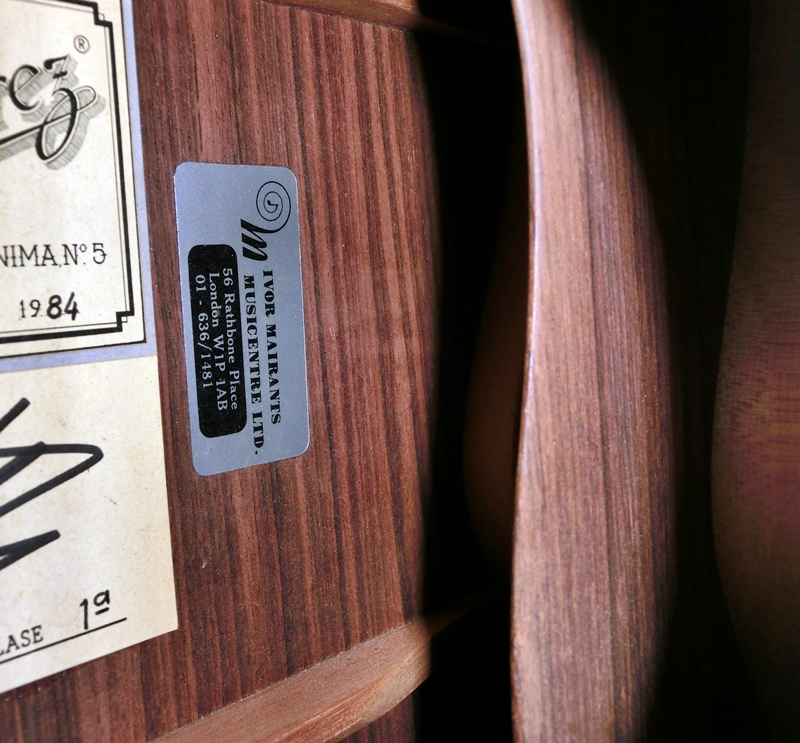 rez®
NIMA, Nº 5
1984
LASE 1ª
m
IVOR MAIRANTS
MUSICENTRE LTD.
56 Rathbone Place
London W1P 1AB
01 - 636/1481